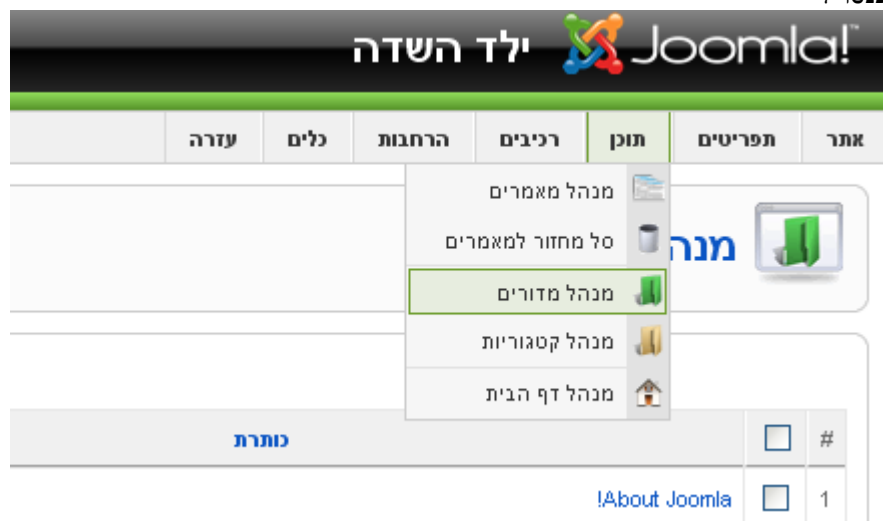 Joomla!™ ילד השדה
אתר תפריטים תוכן רכיבים הרחבות כלים עזרה
מנהל מאמרים
סל מחזור למאמרים
מנה
מנהל מדורים
מנהל קטגוריות
מנהל דף הבית
# כותרת
1 !About Joomla